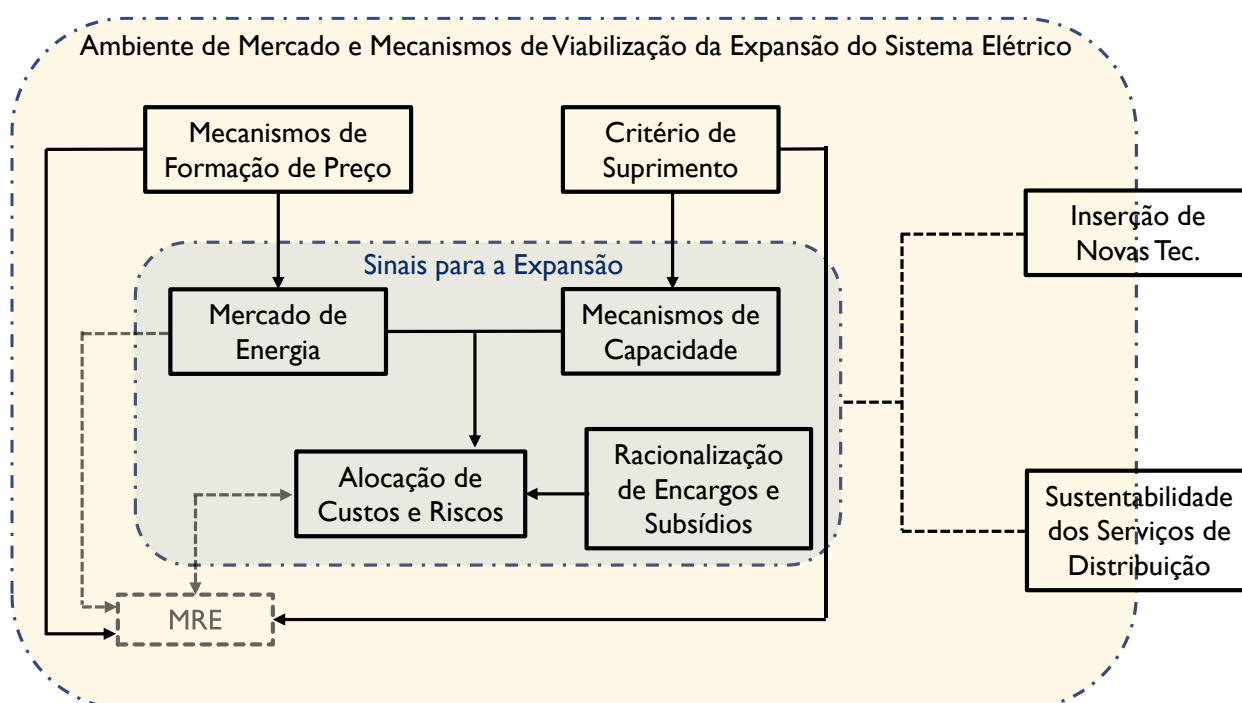 Ambiente de Mercado e Mecanismos de Viabilização da Expansão do Sistema Elétrico
Mecanismos de
Formação de Preço
Critério de
Suprimento
Inserção de
Novas Tec.
Sinais para a Expansão
Mercado de
Energia
Mecanismos de
Capacidade
Alocação de
Custos e Riscos
Racionalização
de Encargos e
Subsídios
Sustentabilidade
dos Serviços de
Distribuição
MRE